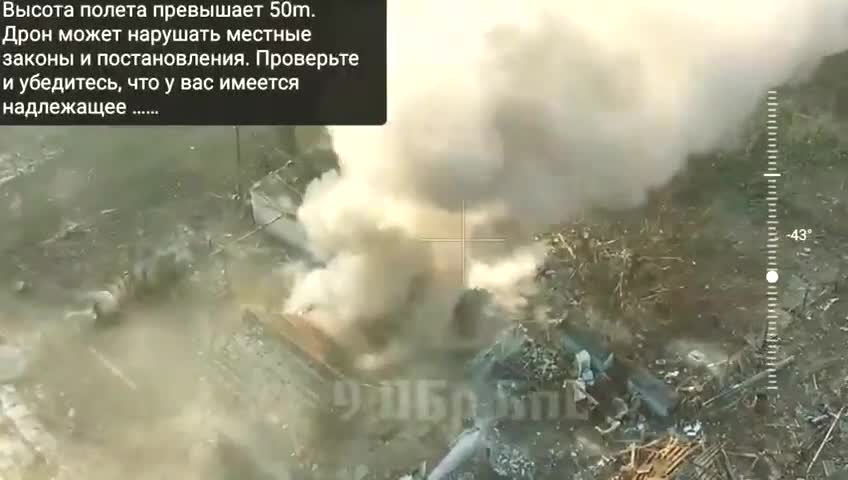 Высота полета превышает 50m.
Дрон может нарушать местные
законы и постановления. Проверьте
и убедитесь, что у вас имеется
надлежащее ......
-43°